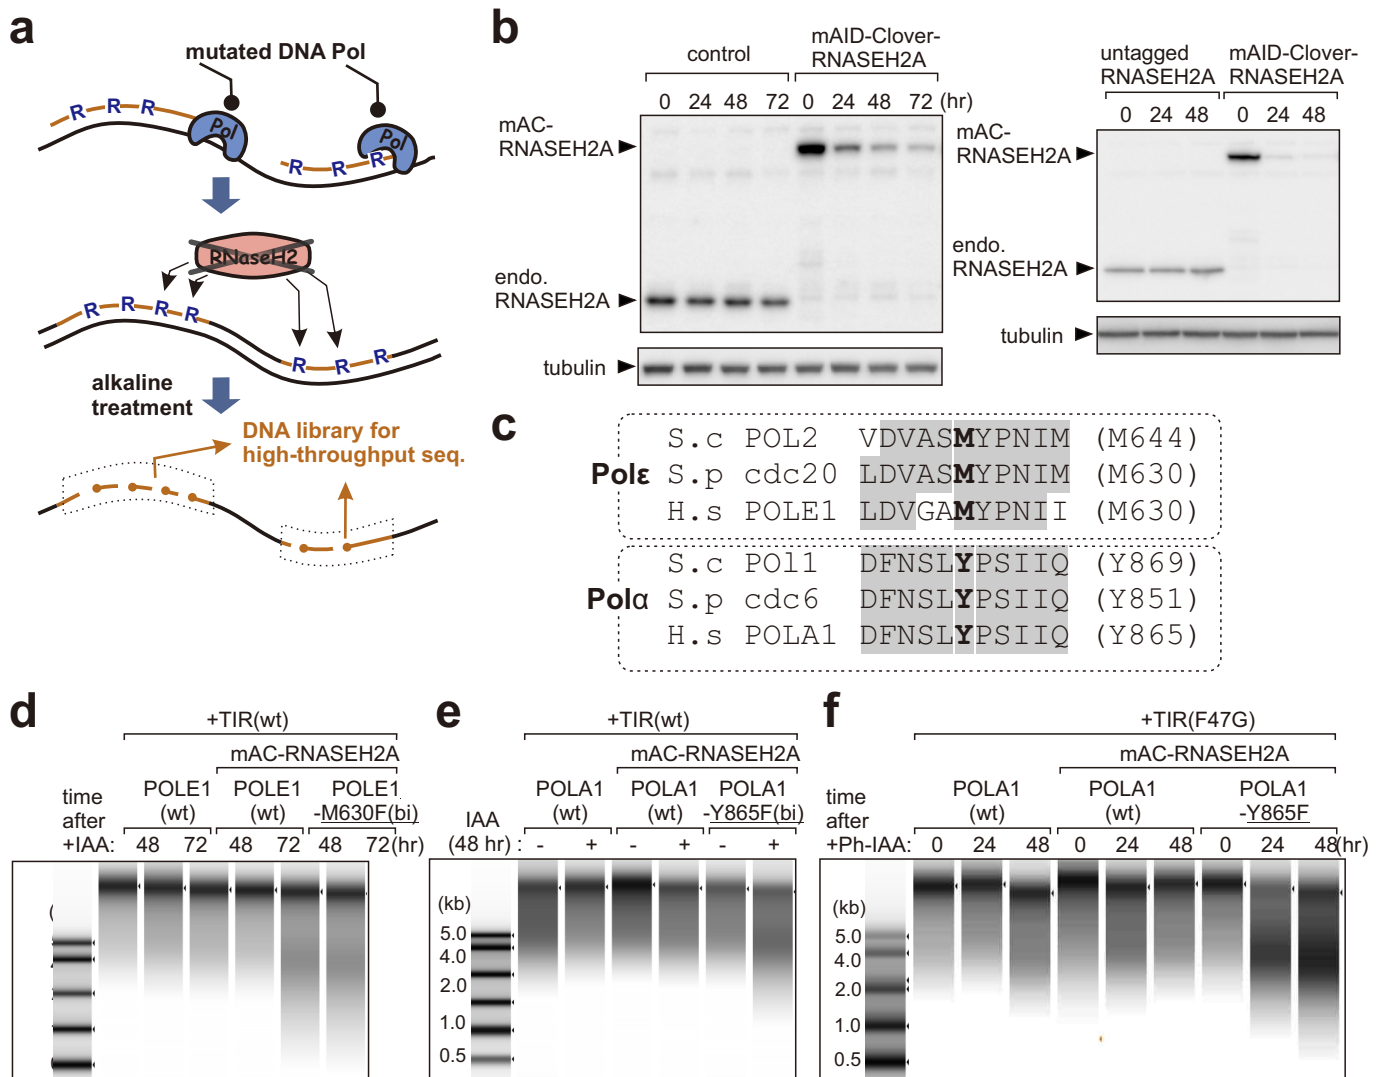 a
mutated DNA Pol
R R R
Pol
R R R
Pol
RNaseH2
R R R R
R R R
alkaline
treatment
DNA library for
high-throughput seq.
b
control
mAID-Clover-
RNASEH2A
0 24 48 72 0 24 48 72 (hr)
mAC-
RNASEH2A
endo.
RNASEH2A
tubulin
untagged
RNASEH2A
mAID-Clover-
RNASEH2A
0 24 48 0 24 48
mAC-
RNASEH2A
endo.
RNASEH2A
tubulin
c
Polε
S.c POL2 VDVASMYPNIM (M644)
S.p cdc20 LDVASMYPNIM (M630)
H.s POLE1 LDVGAMYPNII (M630)
Polα
S.c POl1 DFNSLYPSIIQ (Y869)
S.p cdc6 DFNSLYPSIIQ (Y851)
H.s POLA1 DFNSLYPSIIQ (Y865)
d
+TIR(wt)
mAC-RNASEH2A
POLE1
(wt)
POLE1
(wt)
POLE1
-M630F(bi)
time
after
+IAA: 48 72 48 72 48 72(hr)
e
+TIR(wt)
mAC-RNASEH2A
POLA1
(wt)
POLA1
(wt)
POLA1
-Y865F(bi)
IAA
(48 hr) : - + - + - +
(kb)
5.0
4.0
2.0
1.0
0.5
f
+TIR(F47G)
mAC-RNASEH2A
POLA1
(wt)
POLA1
(wt)
POLA1
-Y865F
time
after
+Ph-IAA: 0 24 48 0 24 48 0 24 48(hr)
(kb)
5.0
4.0
2.0
1.0
0.5